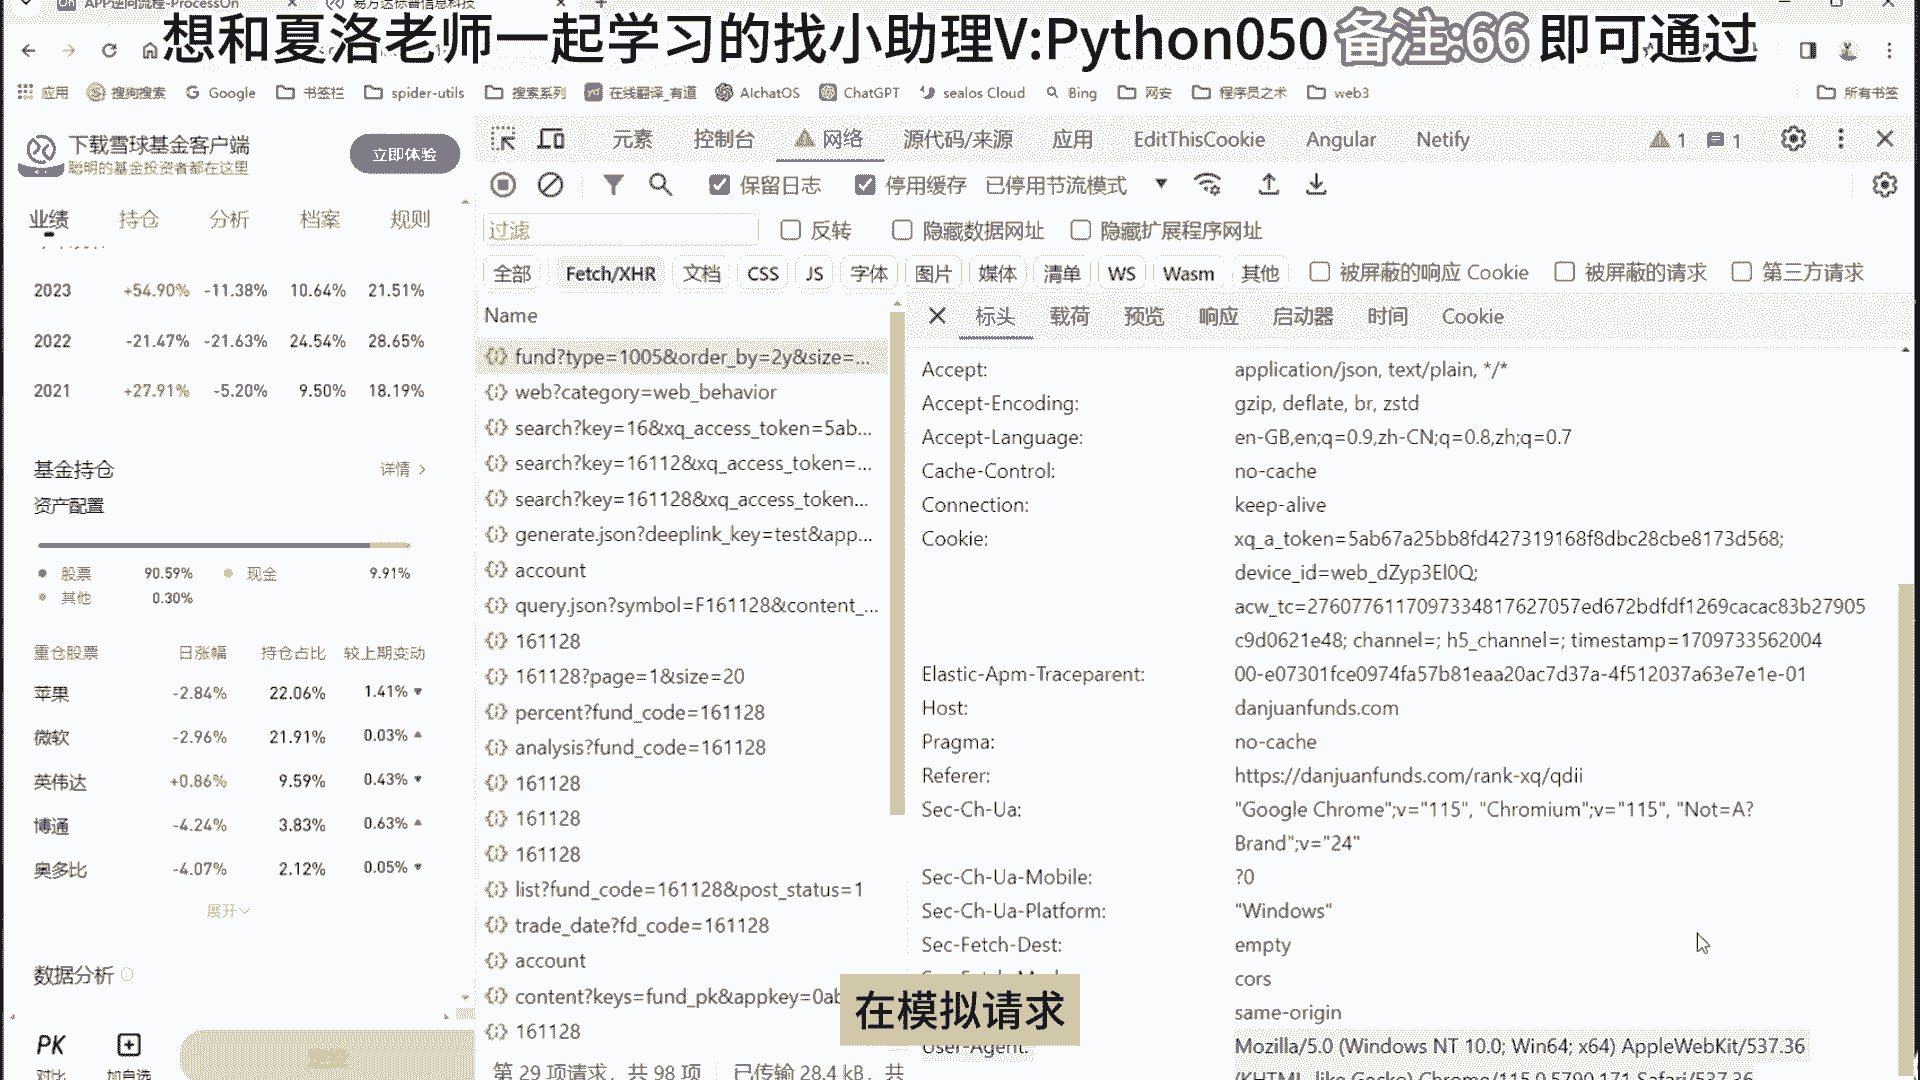 APP逆向流程-ProcessOn
易方达标普信息科技
想和夏洛老师一起学习的找小助理V:Python050 备注:66 即可通过
应用 搜狗搜索 Google 书签栏 spider-utils 搜索系列 在线翻译_有道 AIchatOS ChatGPT sealos Cloud Bing 网安 程序员之术 web3 所有书签
下载雪球基金客户端
聪明的基金投资者都在这里
立即体验
业绩 持仓 分析 档案 规则
2023 +54.90% -11.38% 10.64% 21.51%
2022 -21.47% -21.63% 24.54% 28.65%
2021 +27.91% -5.20% 9.50% 18.19%
基金持仓 详情 >
资产配置
股票 90.59% 现金 9.91%
其他 0.30%
重仓股票 日涨幅 持仓占比 较上期变动
苹果 -2.84% 22.06% 1.41%
微软 -2.96% 21.91% 0.03%
英伟达 +0.86% 9.59% 0.43%
博通 -4.24% 3.83% 0.63%
奥多比 -4.07% 2.12% 0.05%
展开
数据分析
PK
对比 加自选
元素 控制台 网络 源代码/来源 应用 EditThisCookie Angular Netify 1 1
保留日志 停用缓存 已停用节流模式
过滤 反转 隐藏数据网址 隐藏扩展程序网址
全部 Fetch/XHR 文档 CSS JS 字体 图片 媒体 清单 WS Wasm 其他 被屏蔽的响应 Cookie 被屏蔽的请求 第三方请求
Name
fund?type=1005&order_by=2y&size=...
web?category=web_behavior
search?key=16&xq_access_token=5ab...
search?key=16112&xq_access_token=...
search?key=161128&xq_access_token...
generate.json?deeplink_key=test&app...
account
query.json?symbol=F161128&content_...
161128
161128?page=1&size=20
percent?fund_code=161128
analysis?fund_code=161128
161128
161128
161128
list?fund_code=161128&post_status=1
trade_date?fd_code=161128
account
content?keys=fund_pk&appkey=0ab
161128
第 29 项请求，共 98 项 已传输 28.4 kB，共
标头 载荷 预览 响应 启动器 时间 Cookie
Accept: application/json, text/plain, */*
Accept-Encoding: gzip, deflate, br, zstd
Accept-Language: en-GB,en;q=0.9,zh-CN;q=0.8,zh;q=0.7
Cache-Control: no-cache
Connection: keep-alive
Cookie: xq_a_token=5ab67a25bb8fd427319168f8dbc28cbe8173d568;
device_id=web_dZyp3El0Q;
acw_tc=2760776117097334817627057ed672bdfdf1269cacac83b27905
c9d0621e48; channel=; h5_channel=; timestamp=1709733562004
Elastic-Apm-Traceparent: 00-e07301fce0974fa57b81eaa20ac7d37a-4f512037a63e7e1e-01
Host: danjuanfunds.com
Pragma: no-cache
Referer: https://danjuanfunds.com/rank-xq/qdii
Sec-Ch-Ua: "Google Chrome";v="115", "Chromium";v="115", "Not=A?
Brand";v="24"
Sec-Ch-Ua-Mobile: ?0
Sec-Ch-Ua-Platform: "Windows"
Sec-Fetch-Dest: empty
cors
same-origin
User-Agent: Mozilla/5.0 (Windows NT 10.0; Win64; x64) AppleWebKit/537.36
(KHTML, like Gecko) Chrome/115.0.5790.171 Safari/537.36
在模拟请求